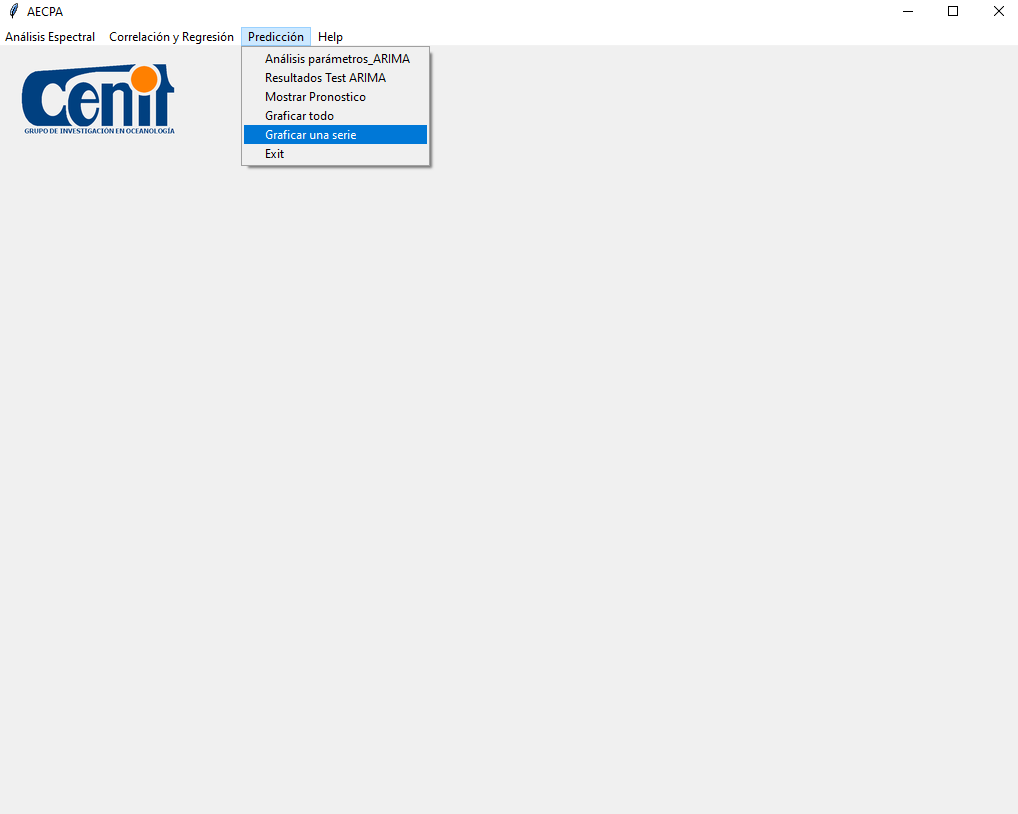 AECPA
Análisis Espectral Correlación y Regresión Predicción Help
Análisis parámetros_ARIMA
Resultados Test ARIMA
Mostrar Pronostico
Graficar todo
Graficar una serie
Exit
Cenit
GRUPO DE INVESTIGACIÓN EN OCEANOLOGÍA